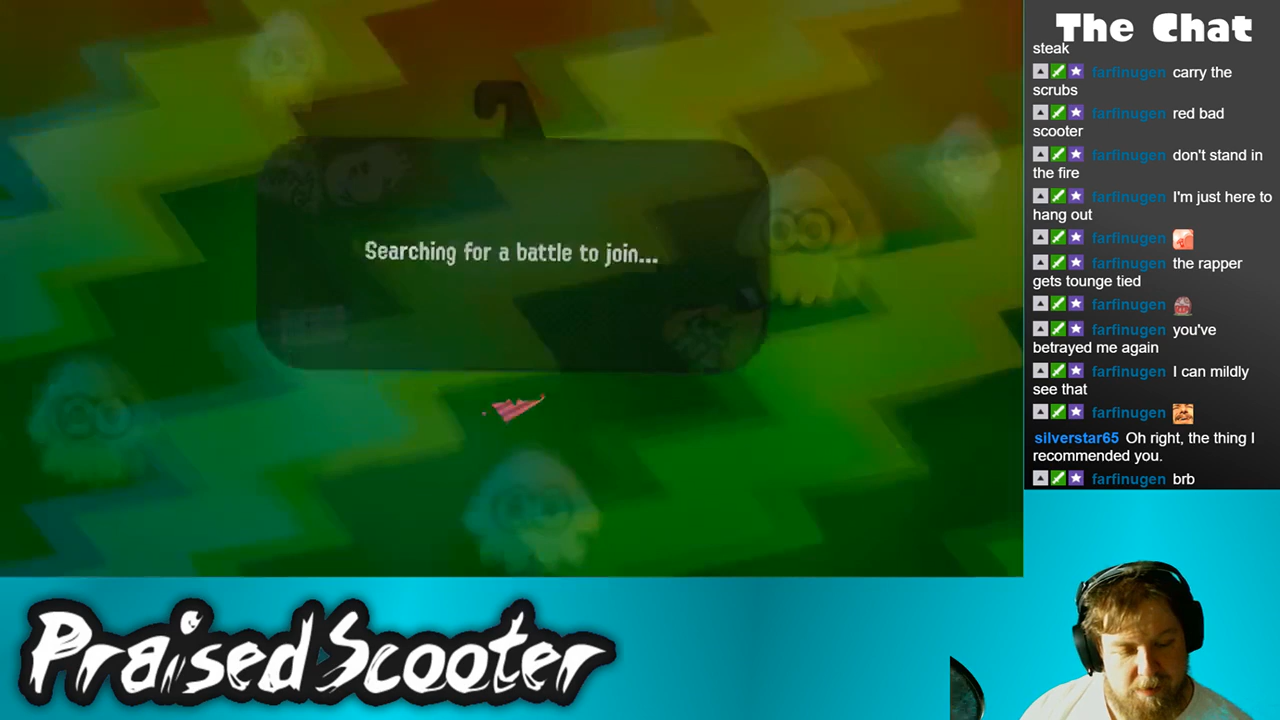 The Chat
steak
farfinugen carry the
scrubs
farfinugen red bad
scooter
farfinugen don't stand in
the fire
farfinugen I'm just here to
hang out
farfinugen
farfinugen the rapper
gets tounge tied
farfinugen
farfinugen you've
betrayed me again
farfinugen I can mildly
see that
farfinugen
silverstar65 Oh right, the thing I
recommended you.
farfinugen brb
Searching for a battle to join...
PraisedScooter